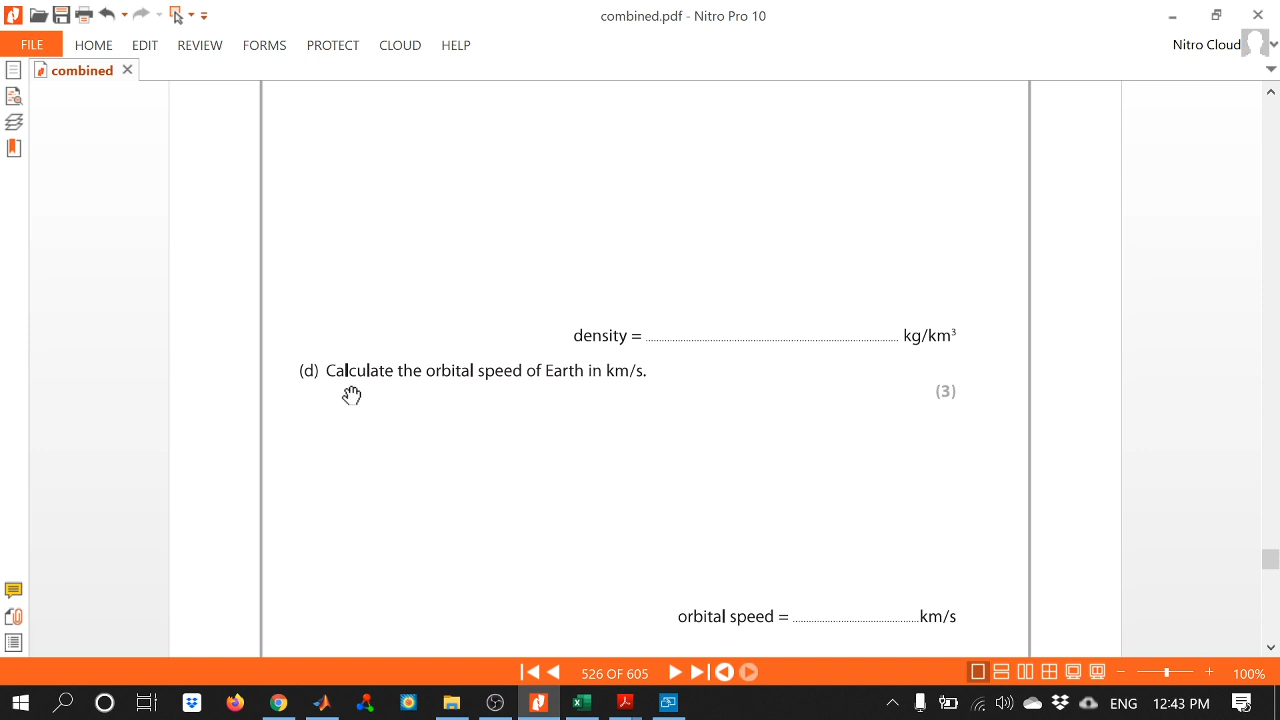 combined.pdf - Nitro Pro 10
FILE HOME EDIT REVIEW FORMS PROTECT CLOUD HELP
Nitro Cloud
combined
density = ........................................ kg/km³
(d) Calculate the orbital speed of Earth in km/s.
(3)
orbital speed = ........................................km/s
526 OF 605
100%
ENG 12:43 PM